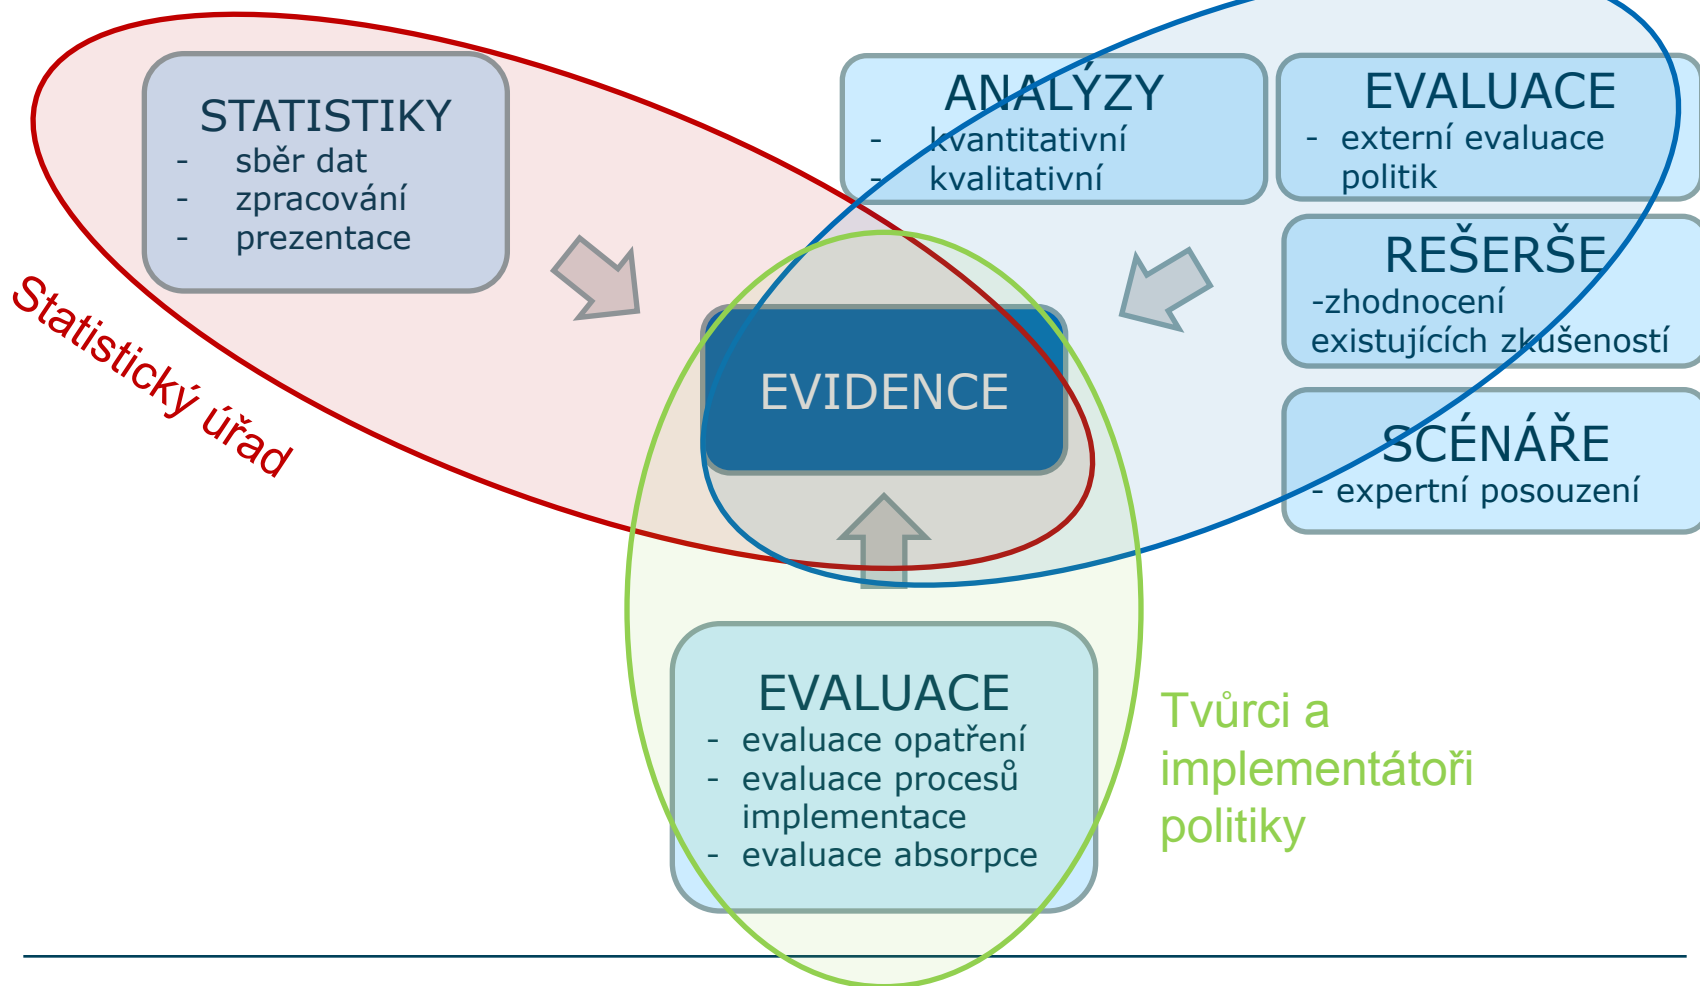 STATISTIKY
- sběr dat
- zpracování
- prezentace
Statistický úřad
ANALÝZY
- kvantitativní
- kvalitativní
EVALUACE
- externí evaluace
politik
REŠERŠE
-zhodnocení
existujících zkušeností
SCÉNÁŘE
- expertní posouzení
EVIDENCE
EVALUACE
- evaluace opatření
- evaluace procesů
implementace
- evaluace absorpce
Tvůrci a
implementátoři
politiky